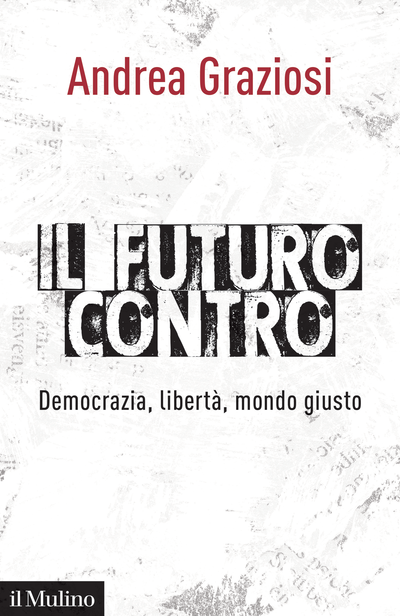 Andrea Graziosi
IL FUTURO
CONTRO
Democrazia, libertà, mondo giusto
il Mulino